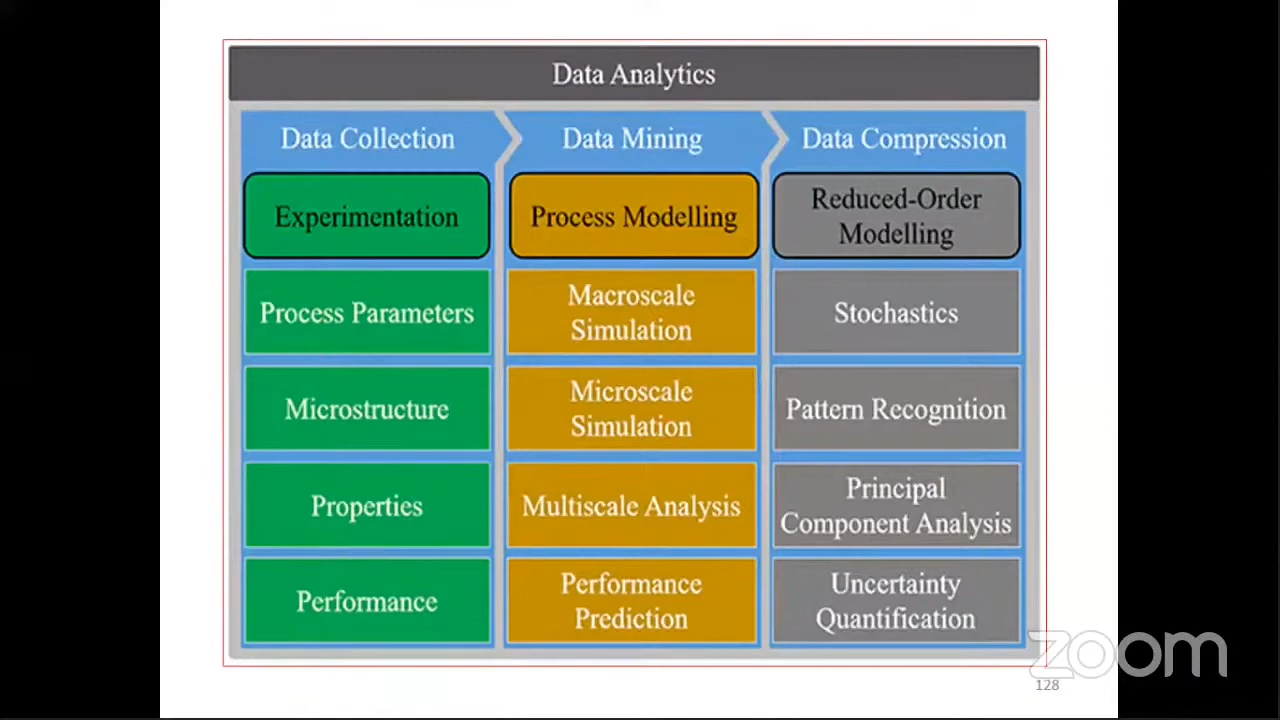 Data Analytics
Data Collection
Data Mining
Data Compression
Experimentation
Process Modelling
Reduced-Order
Modelling
Process Parameters
Macroscale
Simulation
Stochastics
Microstructure
Microscale
Simulation
Pattern Recognition
Properties
Multiscale Analysis
Principal
Component Analysis
Performance
Performance
Prediction
Uncertainty
Quantification
zoom
128